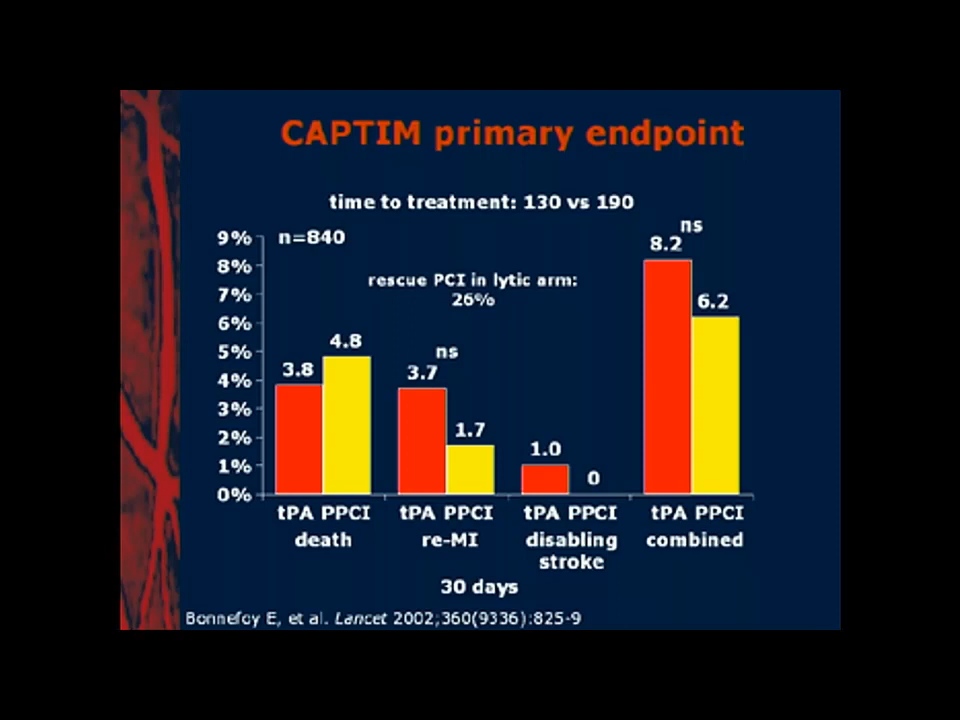 CAPTIM primary endpoint
time to treatment: 130 vs 190
n=840
rescue PCI in lytic arm:
26%
9%
8%
7%
6%
5%
4%
3%
2%
1%
0%
3.8
4.8
ns
3.7
1.7
1.0
0
ns
8.2
6.2
tPA PPCI tPA PPCI tPA PPCI tPA PPCI
death re-MI disabling combined
stroke
30 days
Bonnefoy E, et al. Lancet 2002;360(9336):825-9